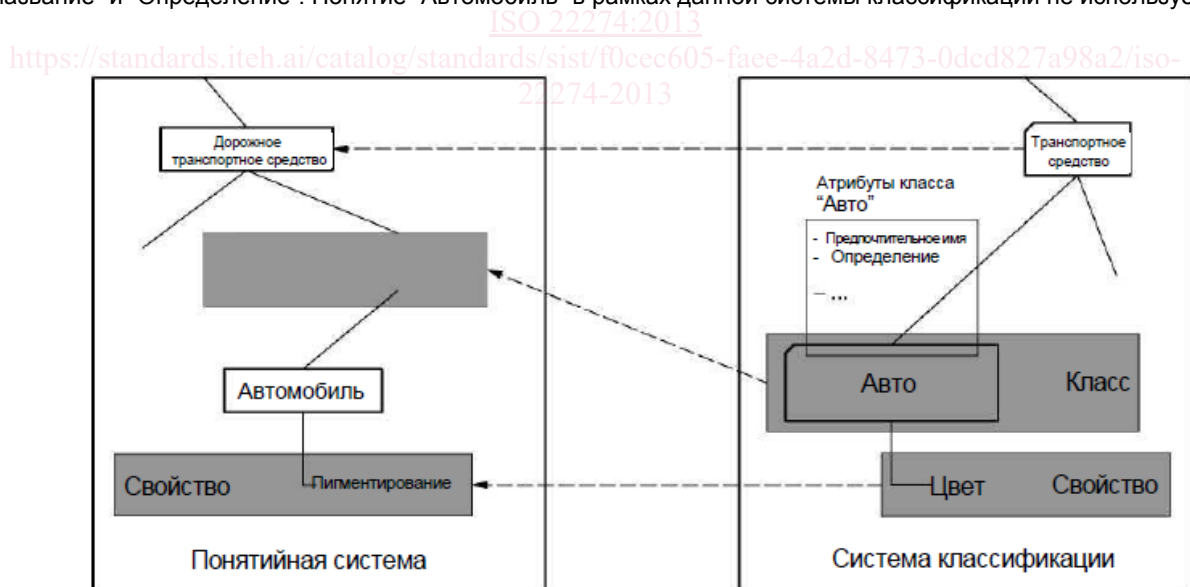 азвание" и "Определение". Понятие "Автомобиль" в рамках данной системы классификации не используе
ISO 22274:2013
https://standards.iteh.ai/catalog/standards/sist/f0cec605-faee-4a2d-8473-0dcd827a98a2/iso-
22274-2013
Дорожное
транспортное средство
Автомобиль
Свойство
Пигментирование
Понятийная система
Транспортное
средство
Атрибуты класса
"Авто"
- Предпочтительное имя
- Определение
– ...
Авто
Класс
Цвет
Свойство
Система классификации